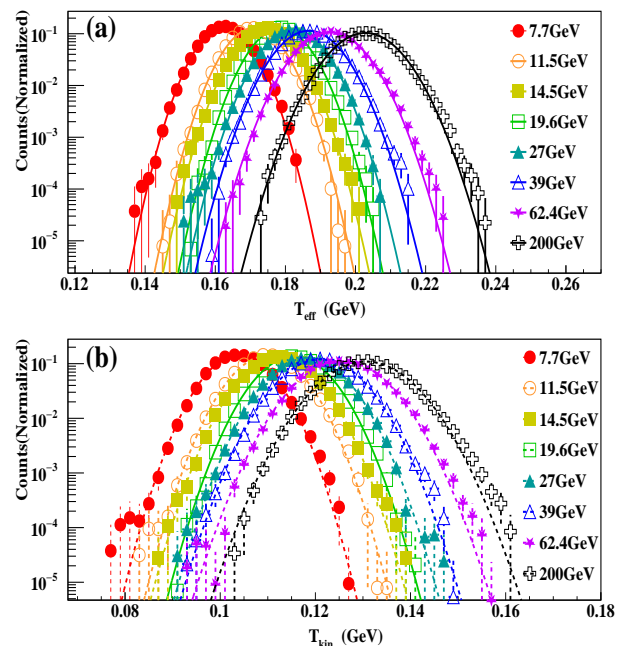 (a)
Counts(Normalized)
10^-1
10^-2
10^-3
10^-4
10^-5
7.7GeV
11.5GeV
14.5GeV
19.6GeV
27GeV
39GeV
62.4GeV
200GeV
0.12 0.14 0.16 0.18 0.2 0.22 0.24 0.26
T_eff (GeV)
(b)
Counts(Normalized)
10^-1
10^-2
10^-3
10^-4
10^-5
7.7GeV
11.5GeV
14.5GeV
19.6GeV
27GeV
39GeV
62.4GeV
200GeV
0.08 0.1 0.12 0.14 0.16 0.18
T_kin (GeV)